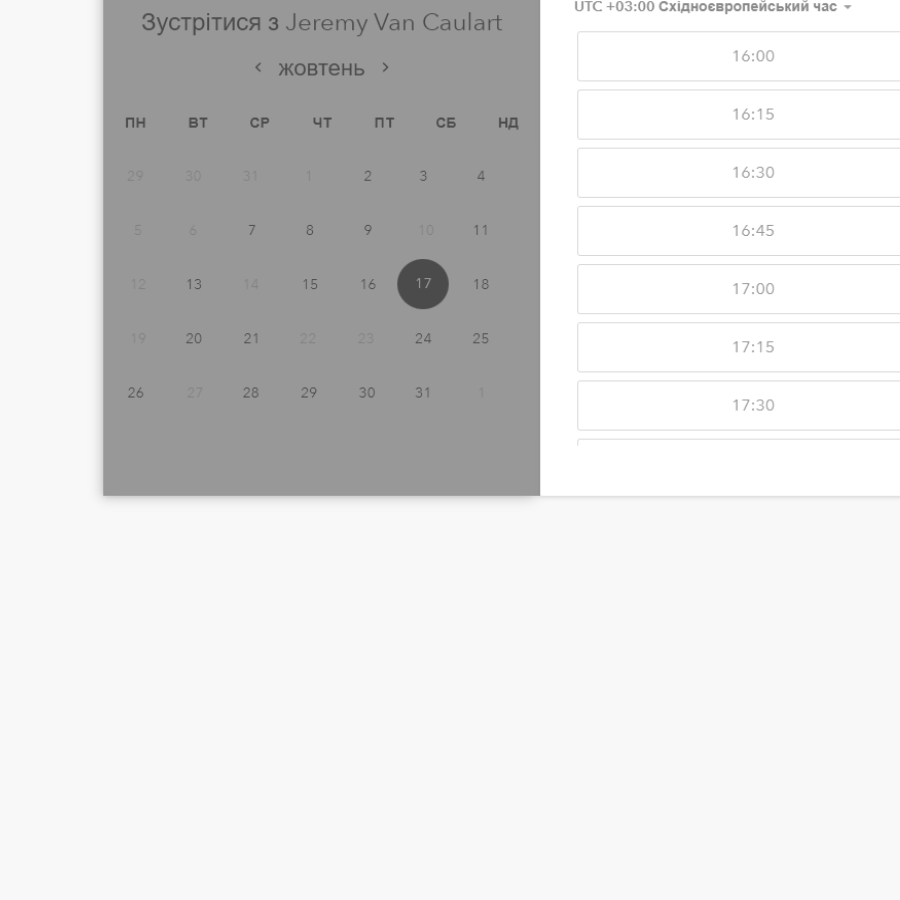 Зустрітися з Jeremy Van Caulart
жовтень
ПН ВТ СР ЧТ ПТ СБ НД
29 30 31 1 2 3 4
5 6 7 8 9 10 11
12 13 14 15 16 17 18
19 20 21 22 23 24 25
26 27 28 29 30 31 1
UTC +03:00 Східноєвропейський час
16:00
16:15
16:30
16:45
17:00
17:15
17:30